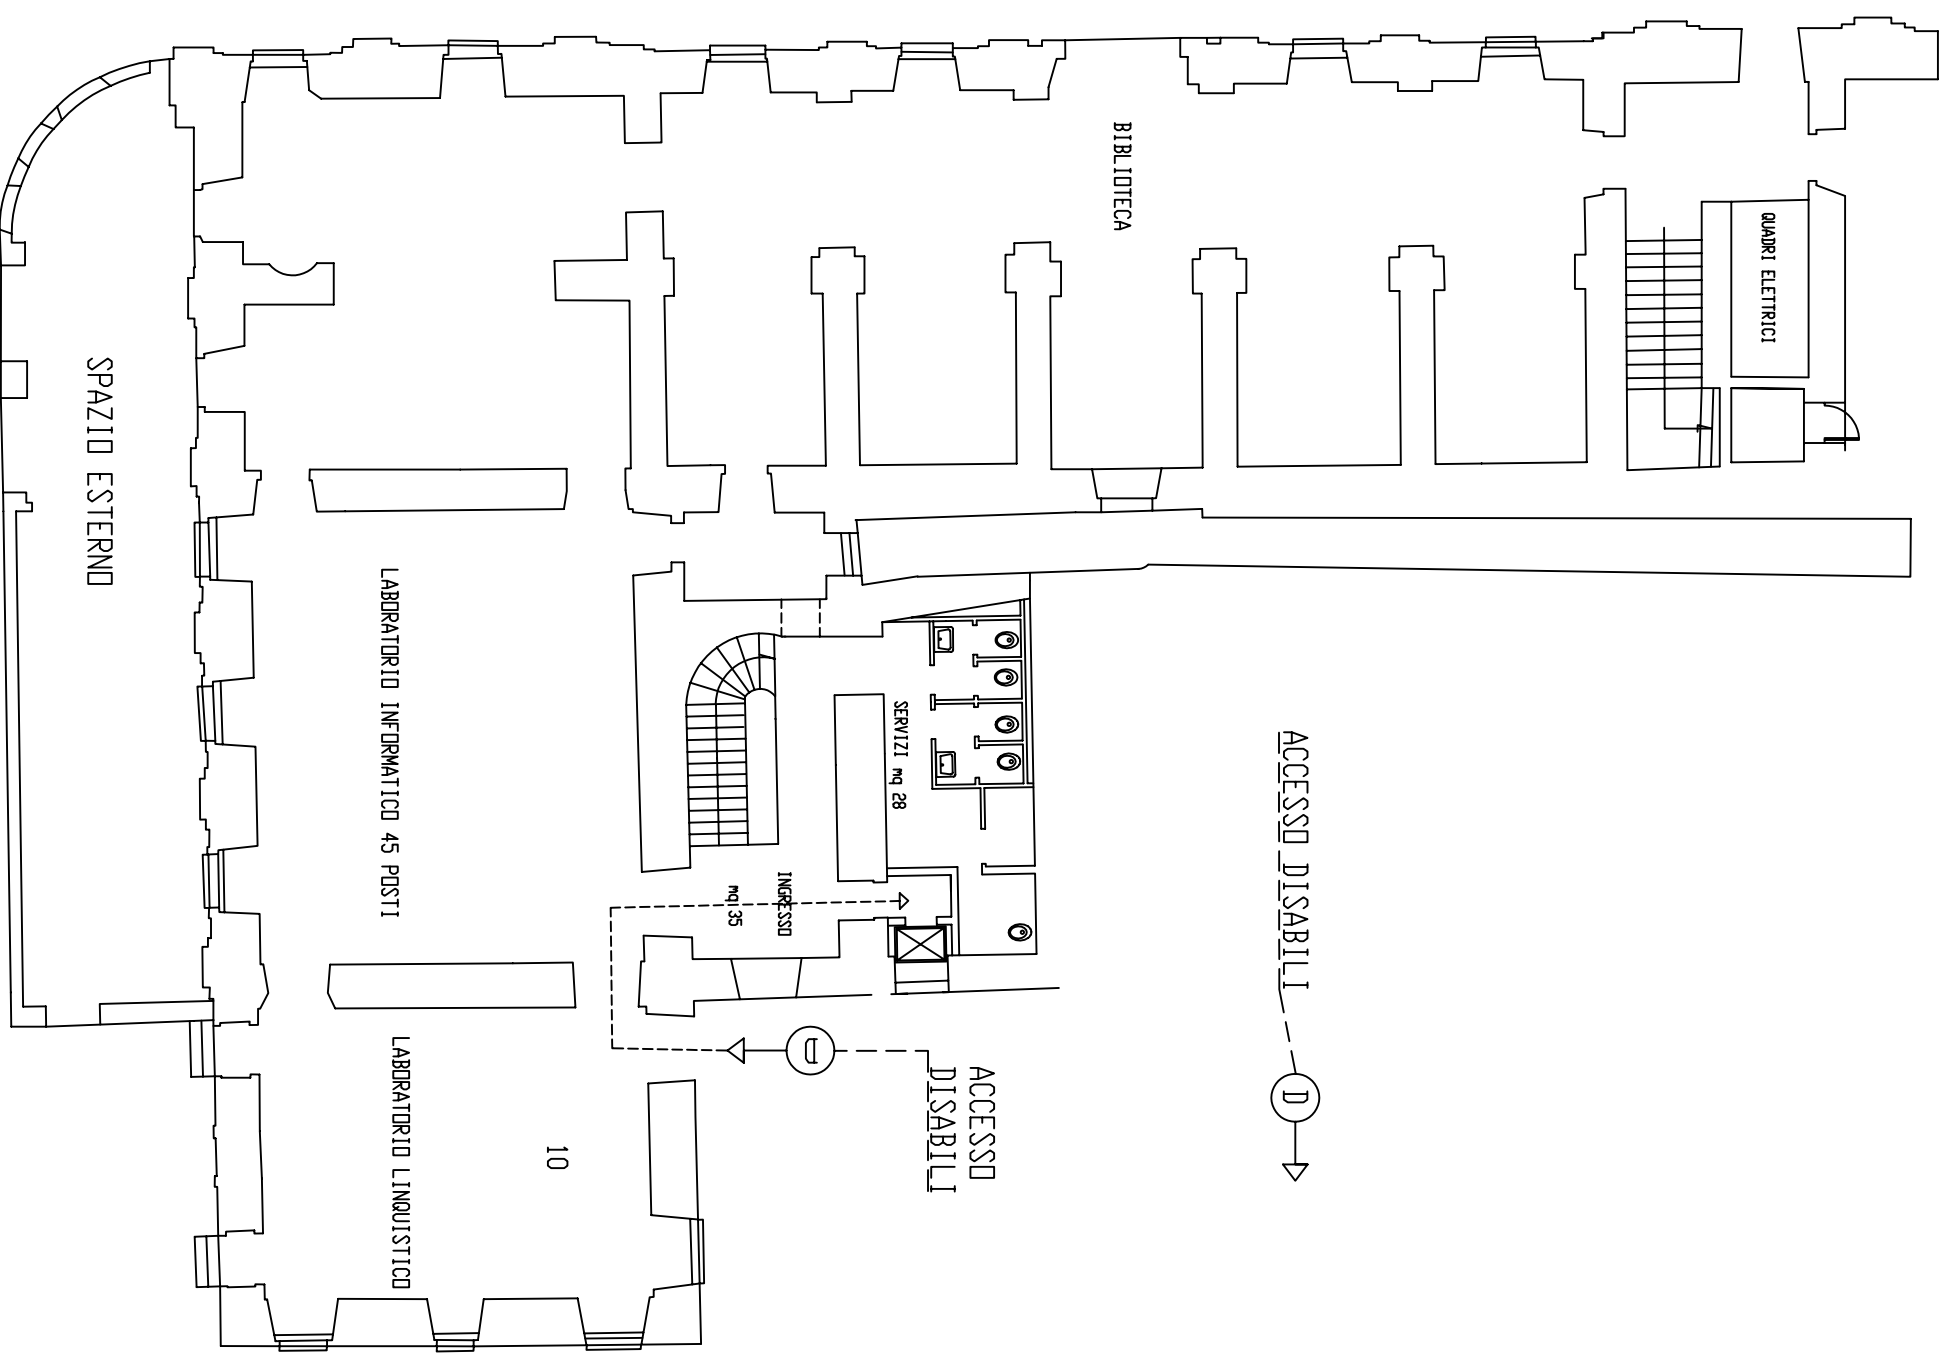 BIBLIOTECA
QUADRI ELETTRICI
SPAZIO ESTERNO
LABORATORIO INFORMATICO 45 POSTI
SERVIZI mq 28
INGRESSO
mq 35
ACCESSO DISABILI
D
D
ACCESSO
DISABILI
LABORATORIO LINQUISTICO
10